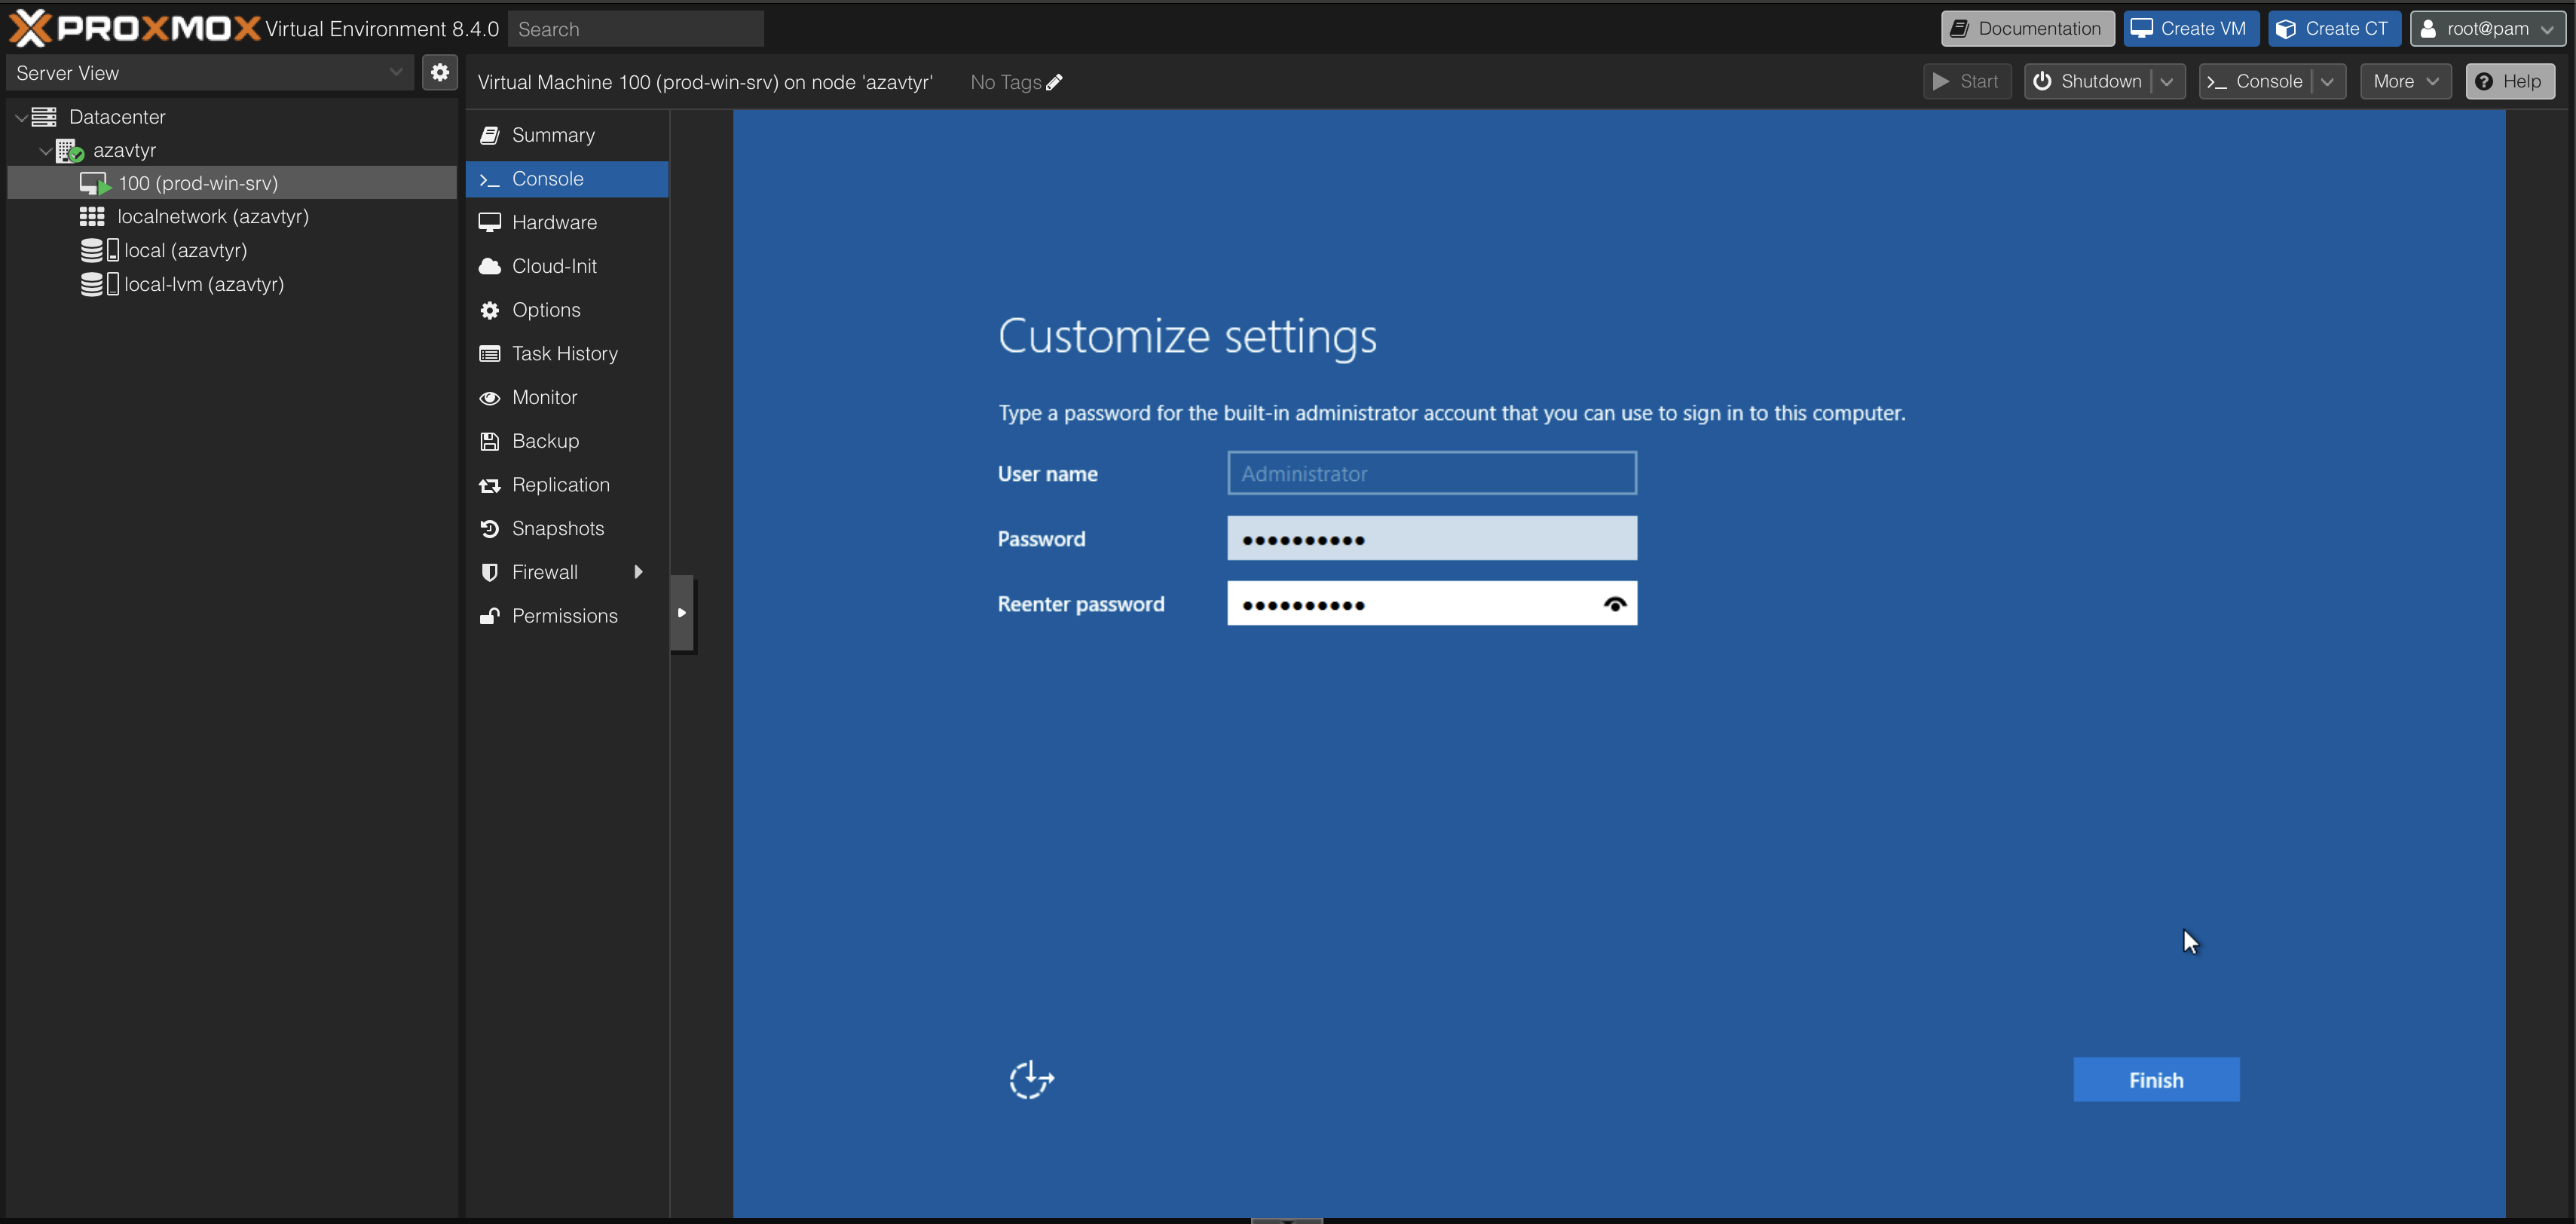 PROXMOX Virtual Environment 8.4.0 Search Documentation Create VM Create CT root@pam
Server View
Virtual Machine 100 (prod-win-srv) on node 'azavtyr' No Tags Start Shutdown Console More Help
Datacenter
azavtyr
100 (prod-win-srv)
localnetwork (azavtyr)
local (azavtyr)
local-lvm (azavtyr)
Summary
Console
Hardware
Cloud-Init
Options
Task History
Monitor
Backup
Replication
Snapshots
Firewall
Permissions
Customize settings
Type a password for the built-in administrator account that you can use to sign in to this computer.
User name Administrator
Password ●●●●●●●●●●
Reenter password ●●●●●●●●●●
Finish